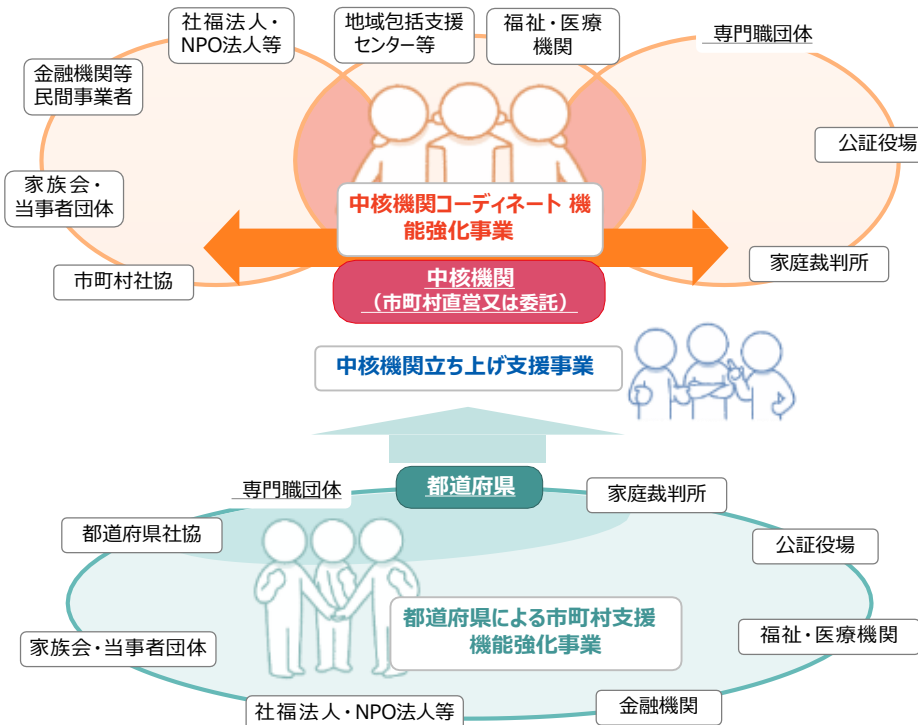 社福法人・
NPO法人等
地域包括支援
センター等
福祉・医療
機関
専門職団体
金融機関等
民間事業者
公証役場
家族会・
当事者団体
中核機関コーディネート 機
能強化事業
市町村社協
家庭裁判所
中核機関
（市町村直営又は委託）
中核機関立ち上げ支援事業
専門職団体
都道府県
家庭裁判所
都道府県社協
公証役場
都道府県による市町村支援
機能強化事業
家族会・当事者団体
福祉・医療機関
社福法人・NPO法人等
金融機関